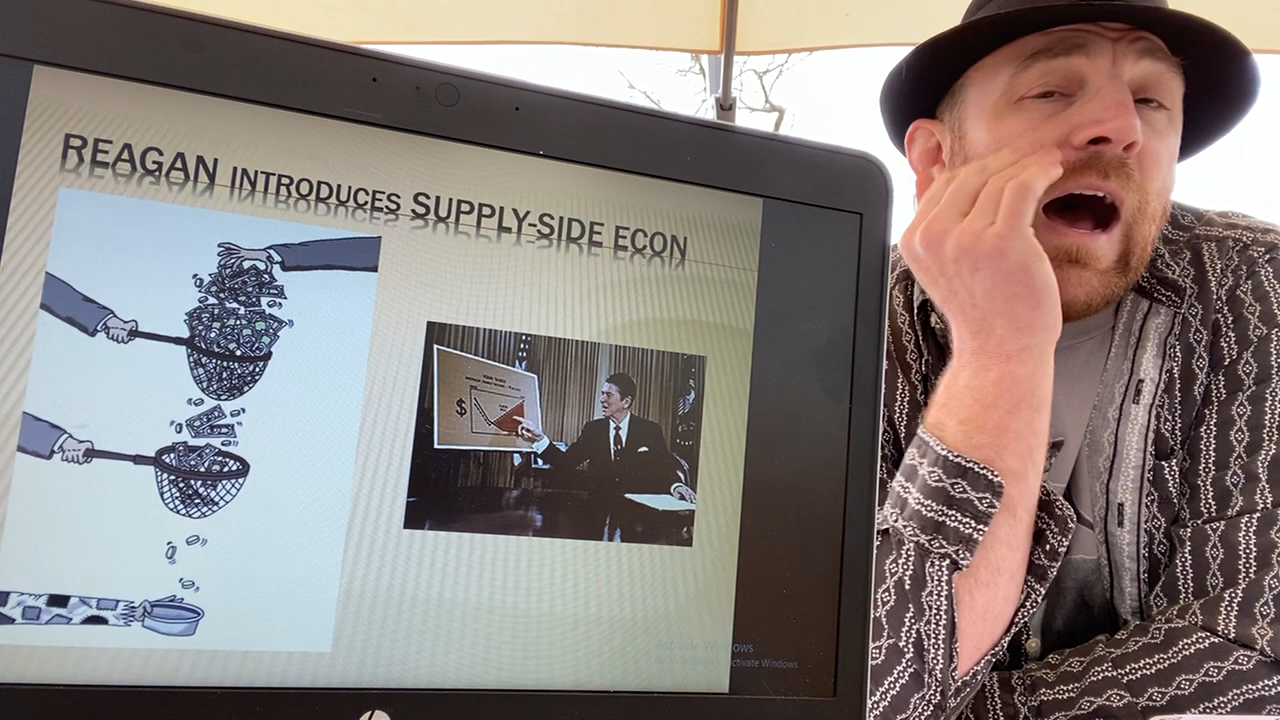 REAGAN INTRODUCES SUPPLY-SIDE ECON
$
Activate Windows